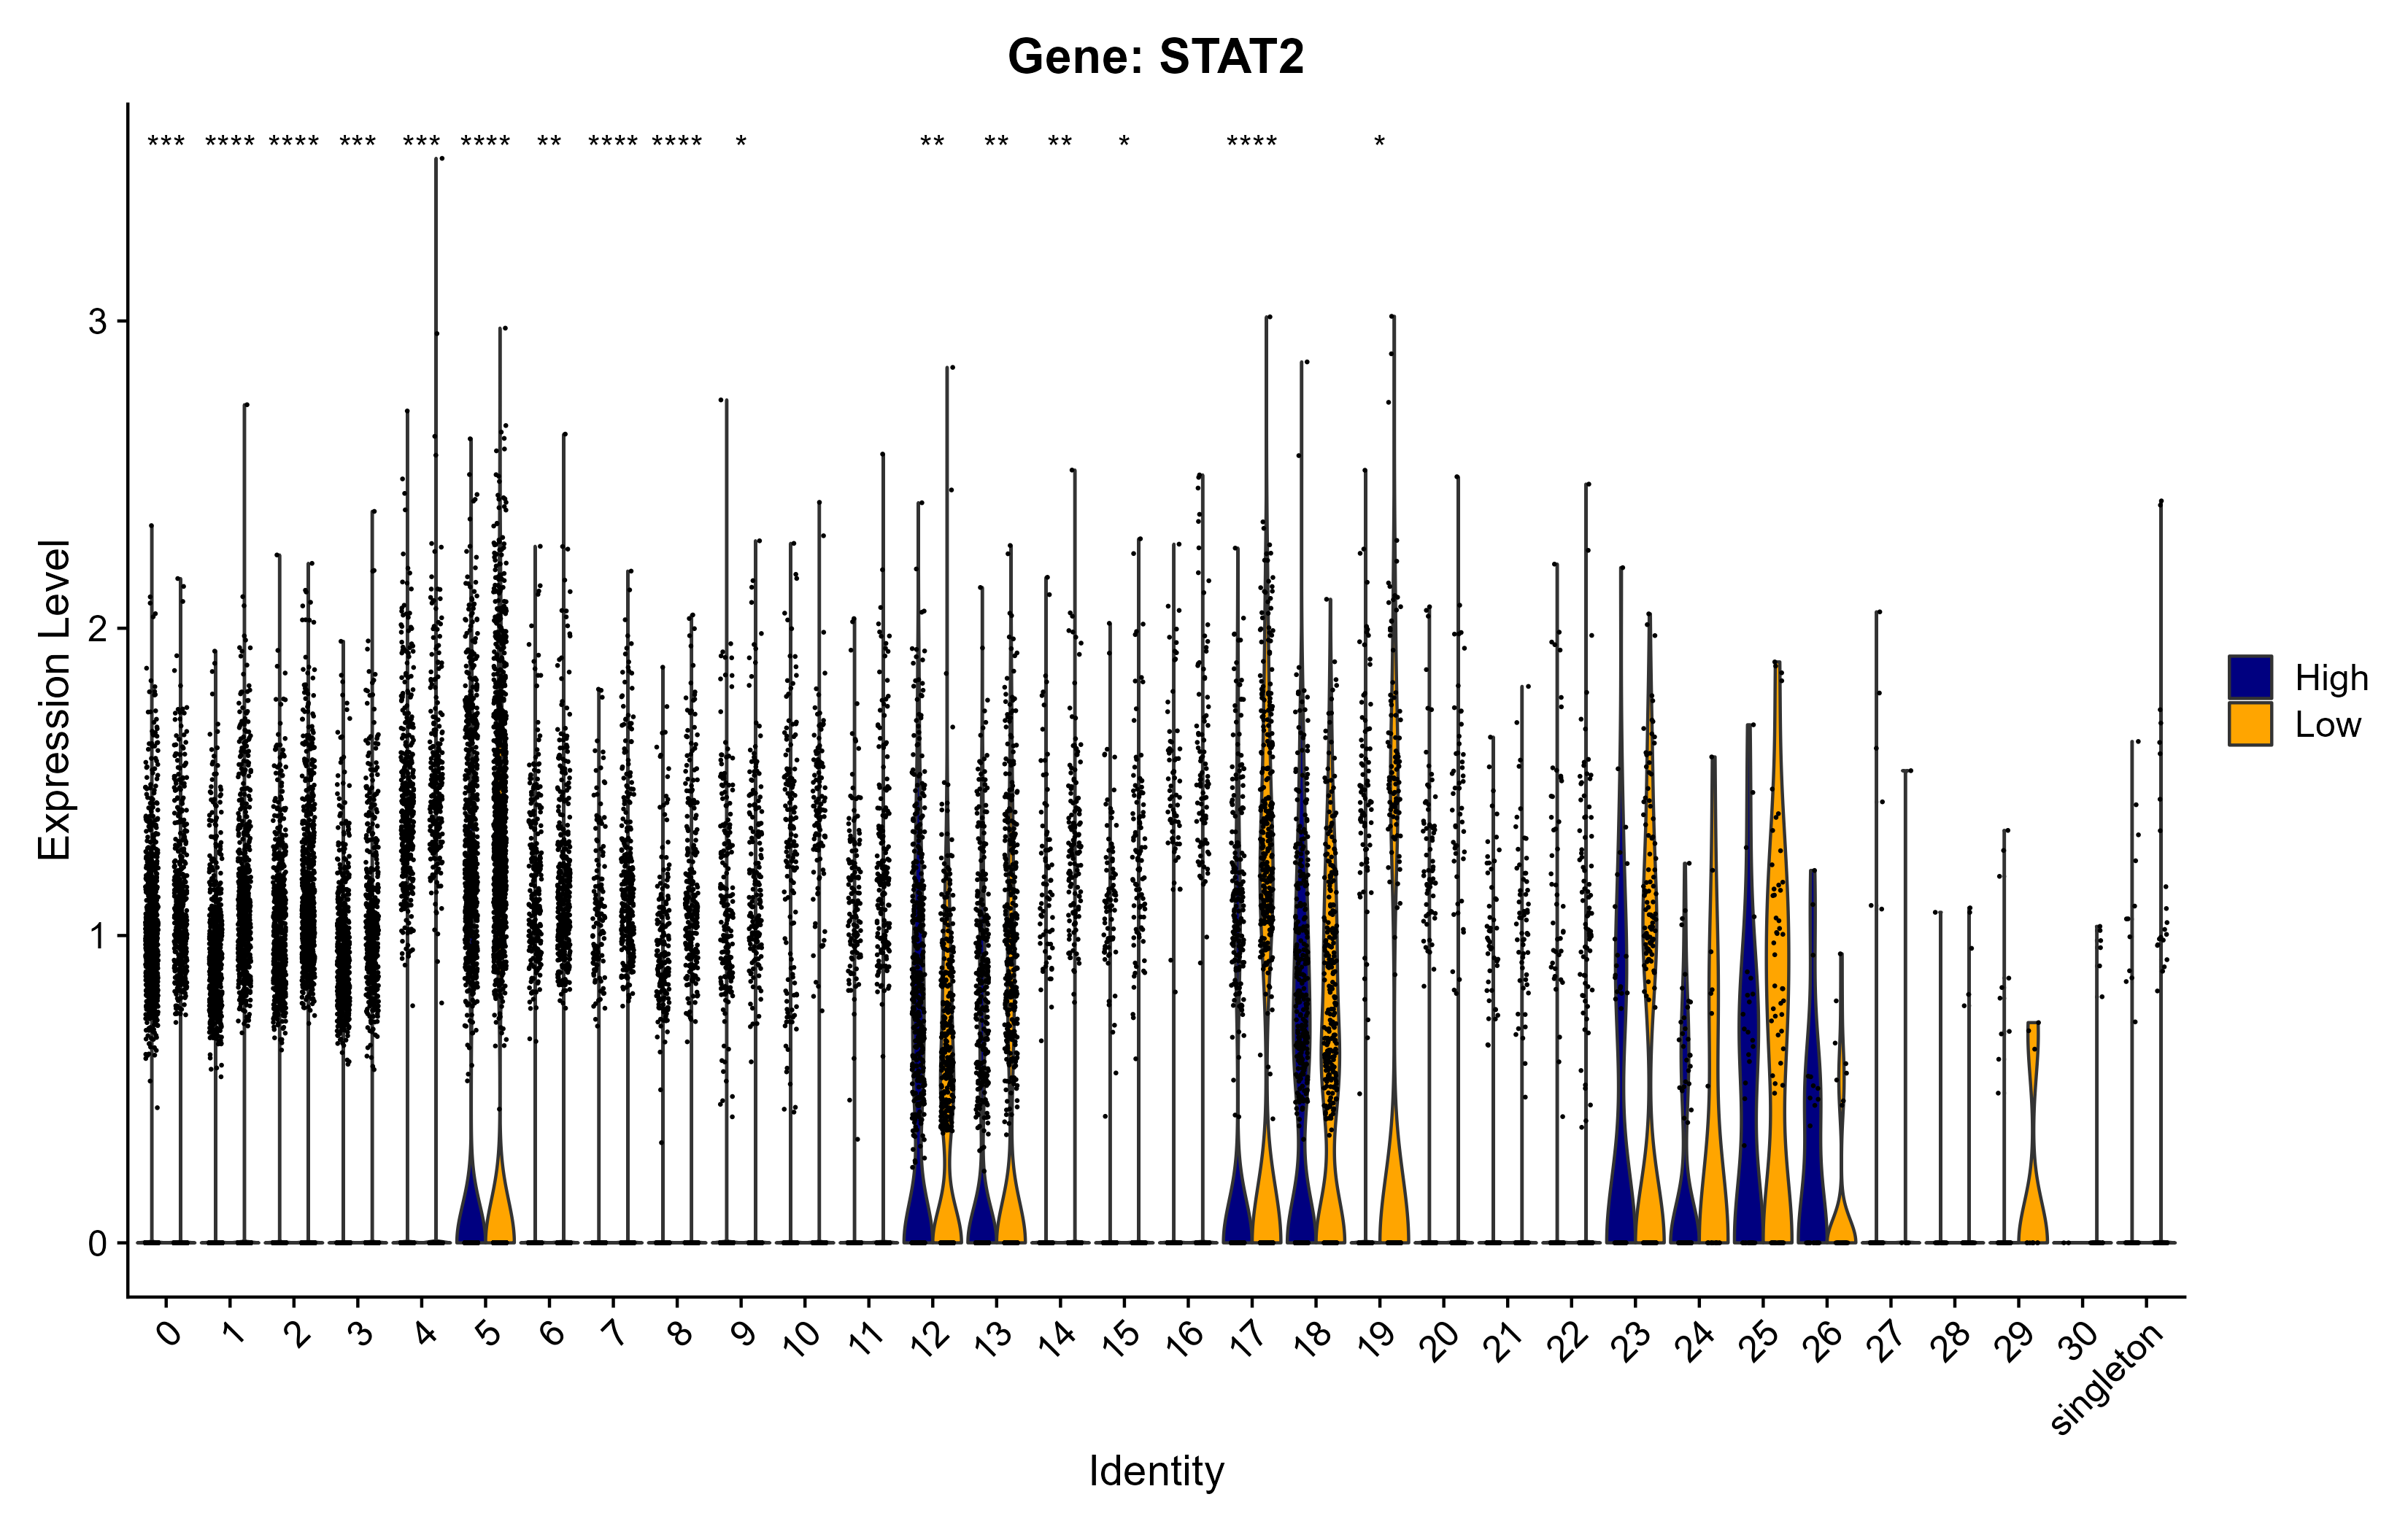 Gene: STAT2
*** **** **** *** *** **** ** **** **** * ** ** ** * **** *
Expression Level
3
2
1
0
High
Low
0 1 2 3 4 5 6 7 8 9 10 11 12 13 14 15 16 17 18 19 20 21 22 23 24 25 26 27 28 29 30 singleton
Identity